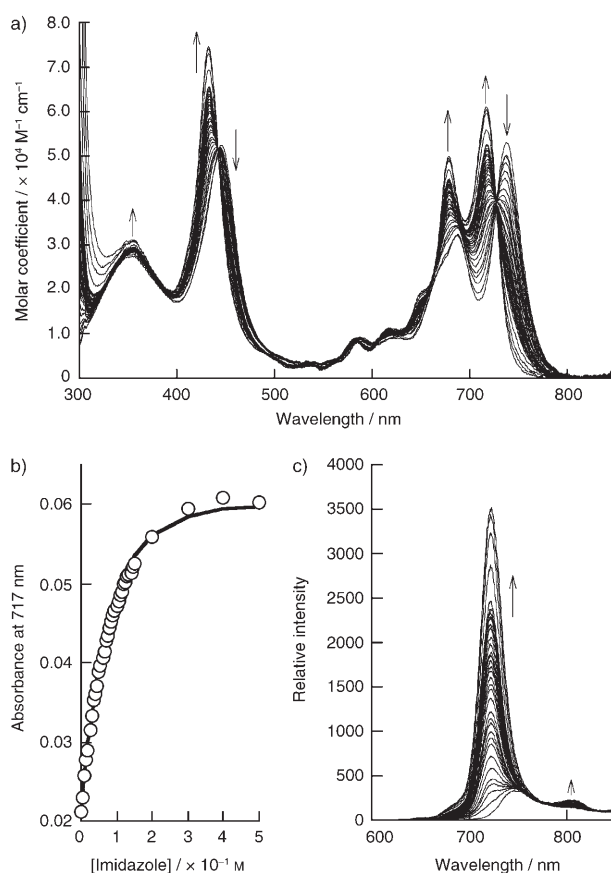 a)
8.0
7.0
6.0
5.0
4.0
3.0
2.0
1.0
0
Molar coefficient / × 10⁴ M⁻¹ cm⁻¹
300 400 500 600 700 800
Wavelength / nm
b)
0.06
0.05
0.04
0.03
0.02
Absorbance at 717 nm
0 1 2 3 4 5
[Imidazole] / × 10⁻¹ M
c)
4000
3500
3000
2500
2000
1500
1000
500
0
Relative intensity
600 700 800
Wavelength / nm